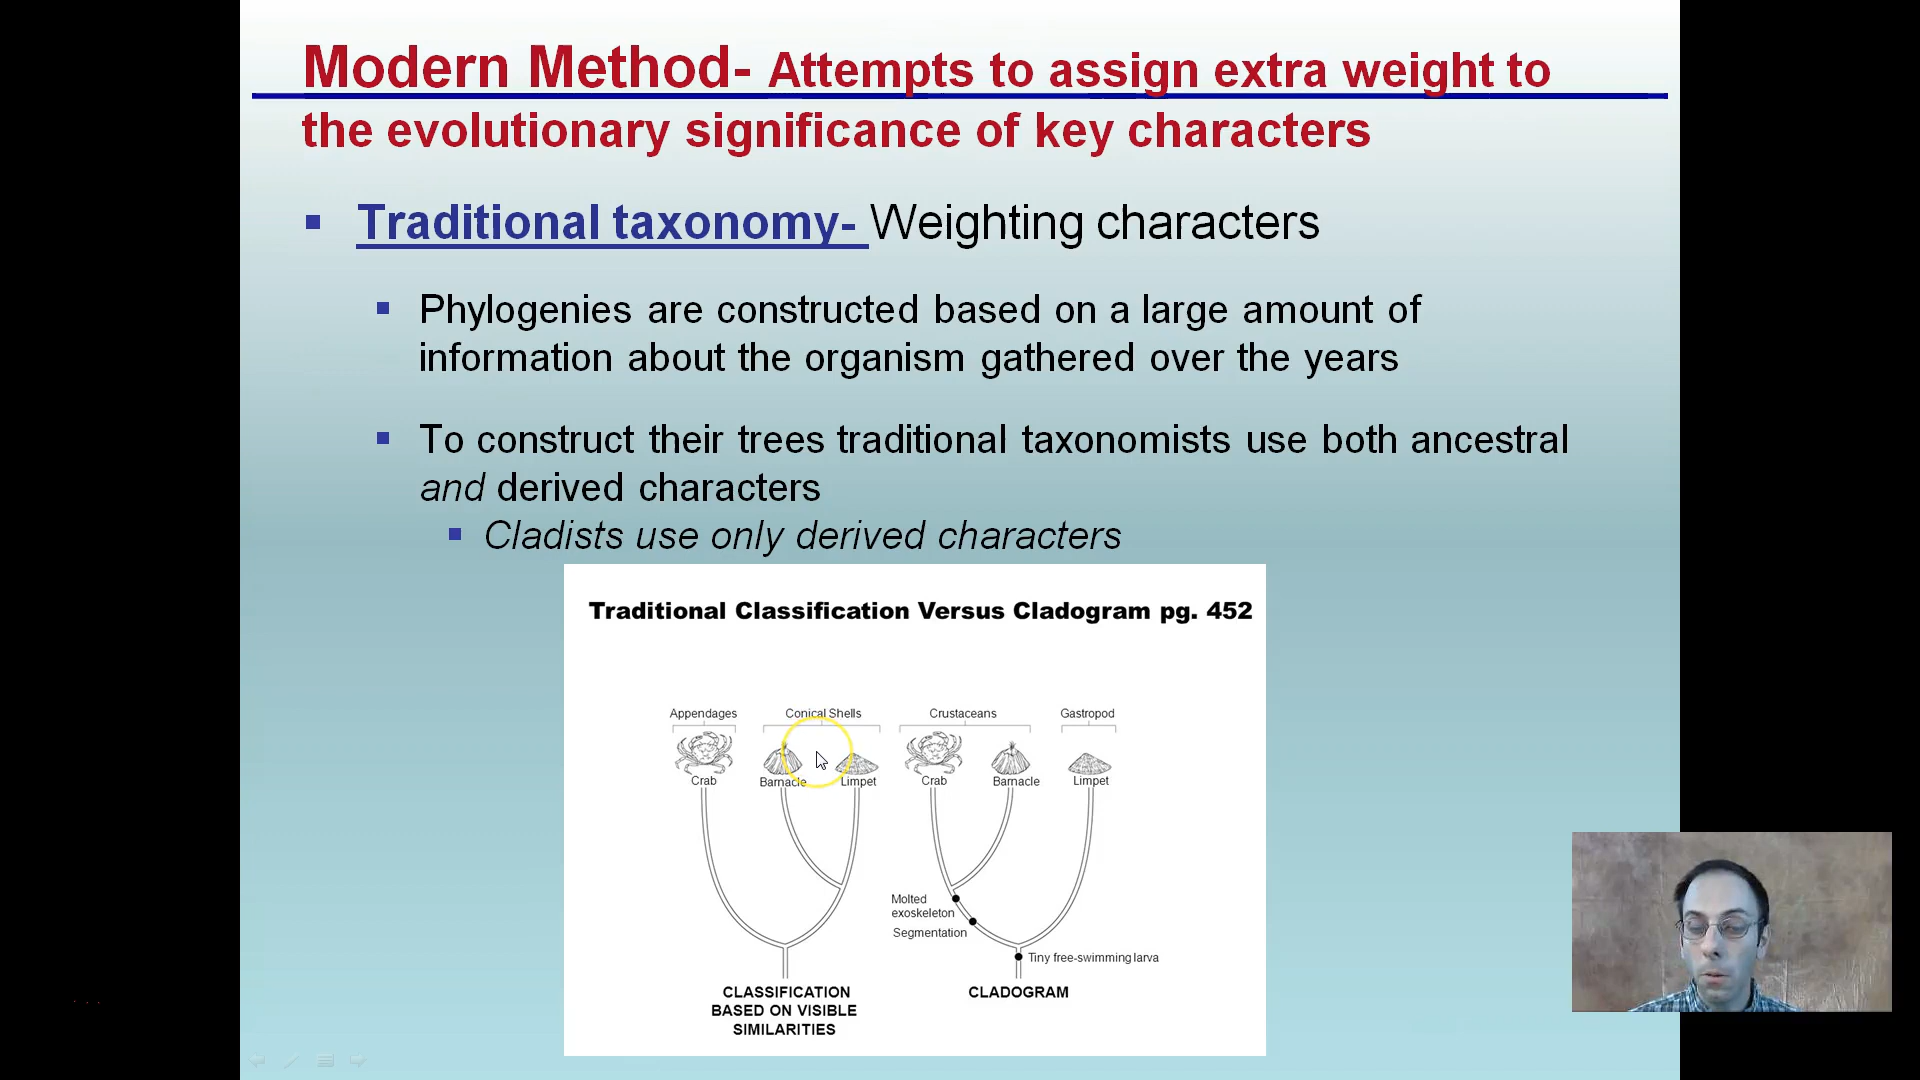 Modern Method- Attempts to assign extra weight to
the evolutionary significance of key characters
Traditional taxonomy- Weighting characters
Phylogenies are constructed based on a large amount of
information about the organism gathered over the years
To construct their trees traditional taxonomists use both ancestral
and derived characters
Cladists use only derived characters
Traditional Classification Versus Cladogram pg. 452
Appendages Conical Shells Crustaceans Gastropod
Crab Barnacle Limpet Crab Barnacle Limpet
Molted
exoskeleton
Segmentation
Tiny free-swimming larva
CLASSIFICATION
BASED ON VISIBLE
SIMILARITIES
CLADOGRAM